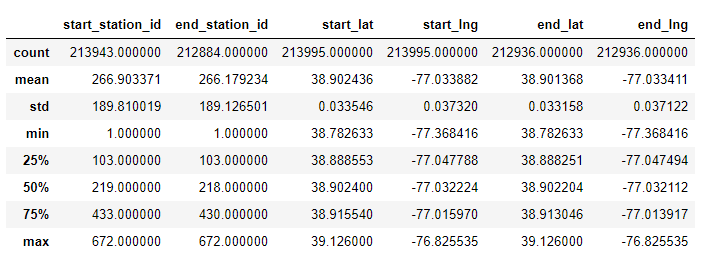 start_station_id end_station_id start_lat start_lng end_lat end_lng
count 213943.000000 212884.000000 213995.000000 213995.000000 212936.000000 212936.000000
mean 266.903371 266.179234 38.902436 -77.033882 38.901368 -77.033411
std 189.810019 189.126501 0.033546 0.037320 0.033158 0.037122
min 1.000000 1.000000 38.782633 -77.368416 38.782633 -77.368416
25% 103.000000 103.000000 38.888553 -77.047788 38.888251 -77.047494
50% 219.000000 218.000000 38.902400 -77.032224 38.902204 -77.032112
75% 433.000000 430.000000 38.915540 -77.015970 38.913046 -77.013917
max 672.000000 672.000000 39.126000 -76.825535 39.126000 -76.825535